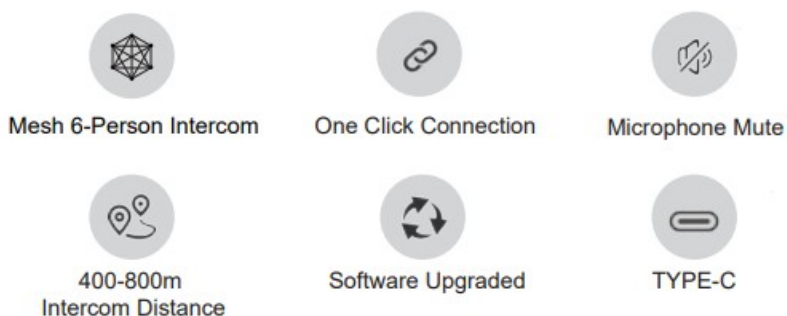 Mesh 6-Person Intercom
One Click Connection
Microphone Mute
400-800m
Intercom Distance
Software Upgraded
TYPE-C